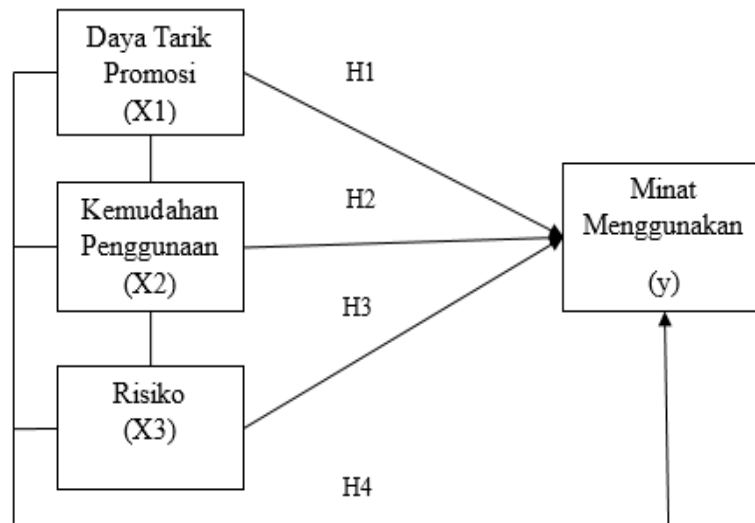 Daya Tarik
Promosi
(X1)
H1
Kemudahan
Penggunaan
(X2)
H2
Minat
Menggunakan
(y)
H3
Risiko
(X3)
H4